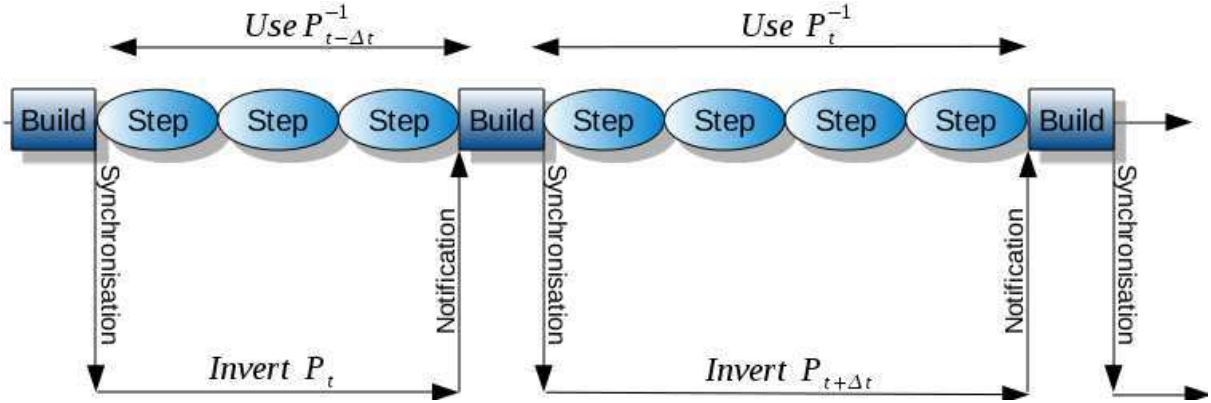 Use P_{t-Δt}^{-1} Use P_t^{-1}
Build Step Step Step Build Step Step Step Step Build
Synchronisation Notification Synchronisation Notification Synchronisation
Invert P_t Invert P_{t+Δt}